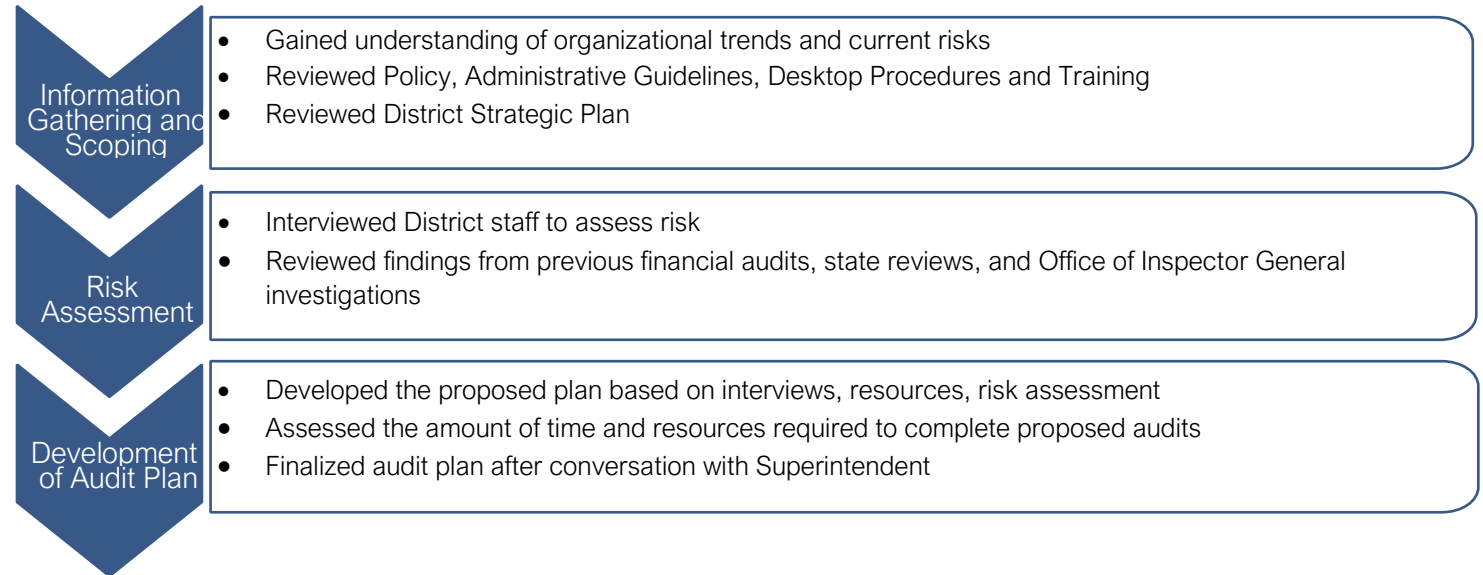 Information
Gathering and
Scoping
• Gained understanding of organizational trends and current risks
• Reviewed Policy, Administrative Guidelines, Desktop Procedures and Training
• Reviewed District Strategic Plan
Risk
Assessment
• Interviewed District staff to assess risk
• Reviewed findings from previous financial audits, state reviews, and Office of Inspector General
investigations
Development
of Audit Plan
• Developed the proposed plan based on interviews, resources, risk assessment
• Assessed the amount of time and resources required to complete proposed audits
• Finalized audit plan after conversation with Superintendent